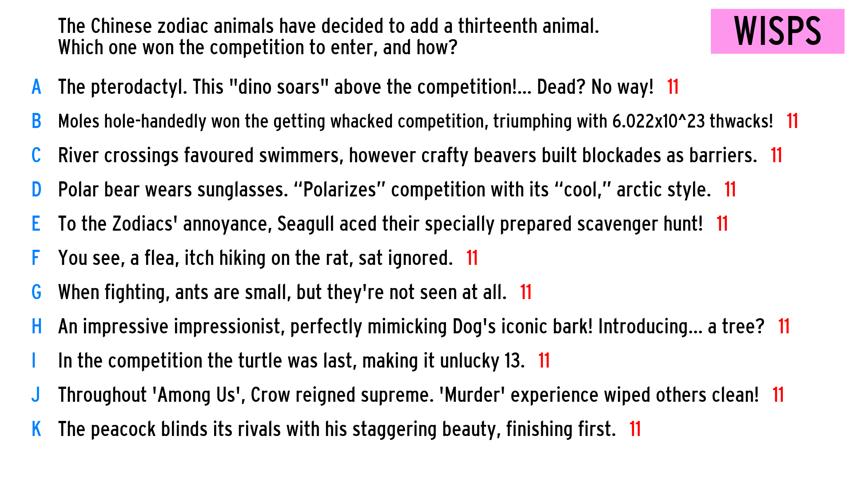 The Chinese zodiac animals have decided to add a thirteenth animal.
Which one won the competition to enter, and how?
WISPS
A The pterodactyl. This "dino soars" above the competition!... Dead? No way! 11
B Moles hole-handedly won the getting whacked competition, triumphing with 6.022x10^23 thwacks! 11
C River crossings favoured swimmers, however crafty beavers built blockades as barriers. 11
D Polar bear wears sunglasses. “Polarizes” competition with its “cool,” arctic style. 11
E To the Zodiacs' annoyance, Seagull aced their specially prepared scavenger hunt! 11
F You see, a flea, itch hiking on the rat, sat ignored. 11
G When fighting, ants are small, but they're not seen at all. 11
H An impressive impressionist, perfectly mimicking Dog's iconic bark! Introducing... a tree? 11
I In the competition the turtle was last, making it unlucky 13. 11
J Throughout 'Among Us', Crow reigned supreme. 'Murder' experience wiped others clean! 11
K The peacock blinds its rivals with his staggering beauty, finishing first. 11